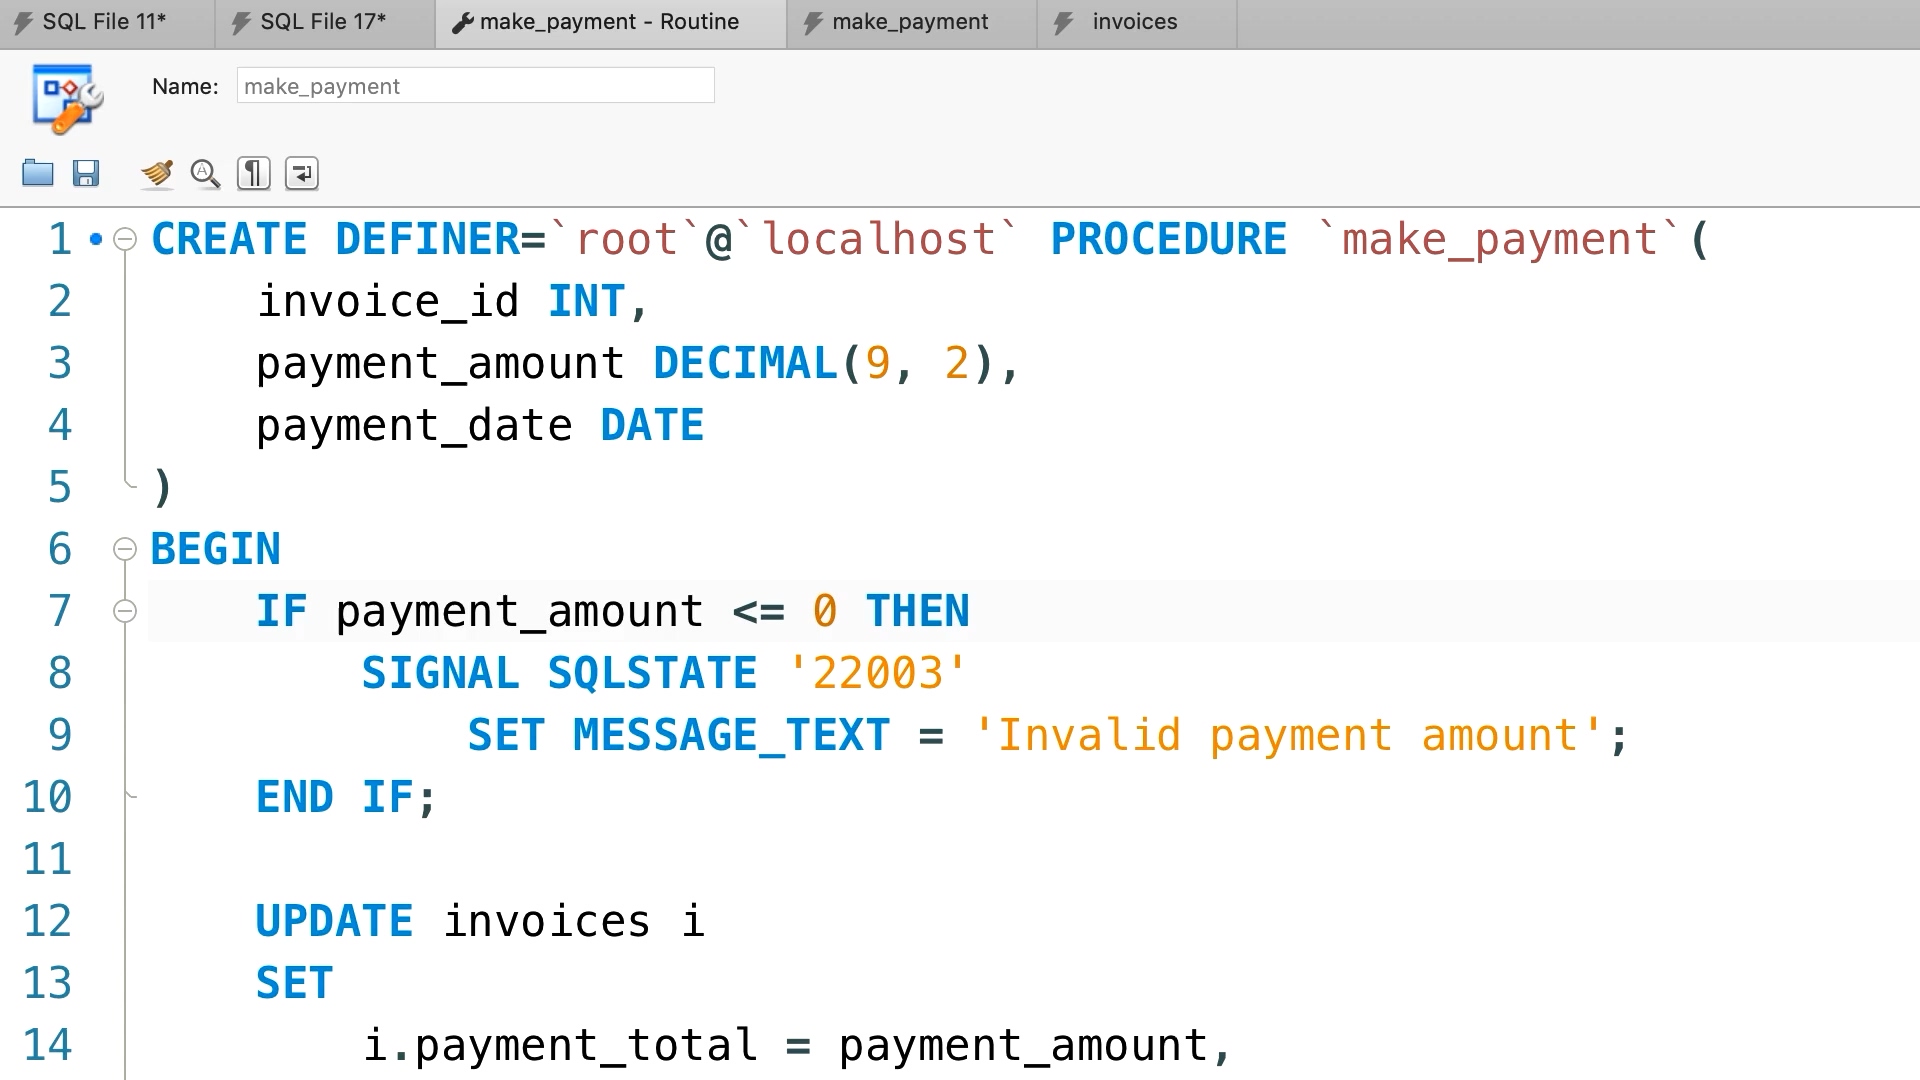 SQL File 11* SQL File 17* make_payment - Routine make_payment invoices
Name: make_payment
1 CREATE DEFINER=`root`@`localhost` PROCEDURE `make_payment`(
2 invoice_id INT,
3 payment_amount DECIMAL(9, 2),
4 payment_date DATE
5 )
6 BEGIN
7 IF payment_amount <= 0 THEN
8 SIGNAL SQLSTATE '22003'
9 SET MESSAGE_TEXT = 'Invalid payment amount';
10 END IF;
11
12 UPDATE invoices i
13 SET
14 i.payment_total = payment_amount,